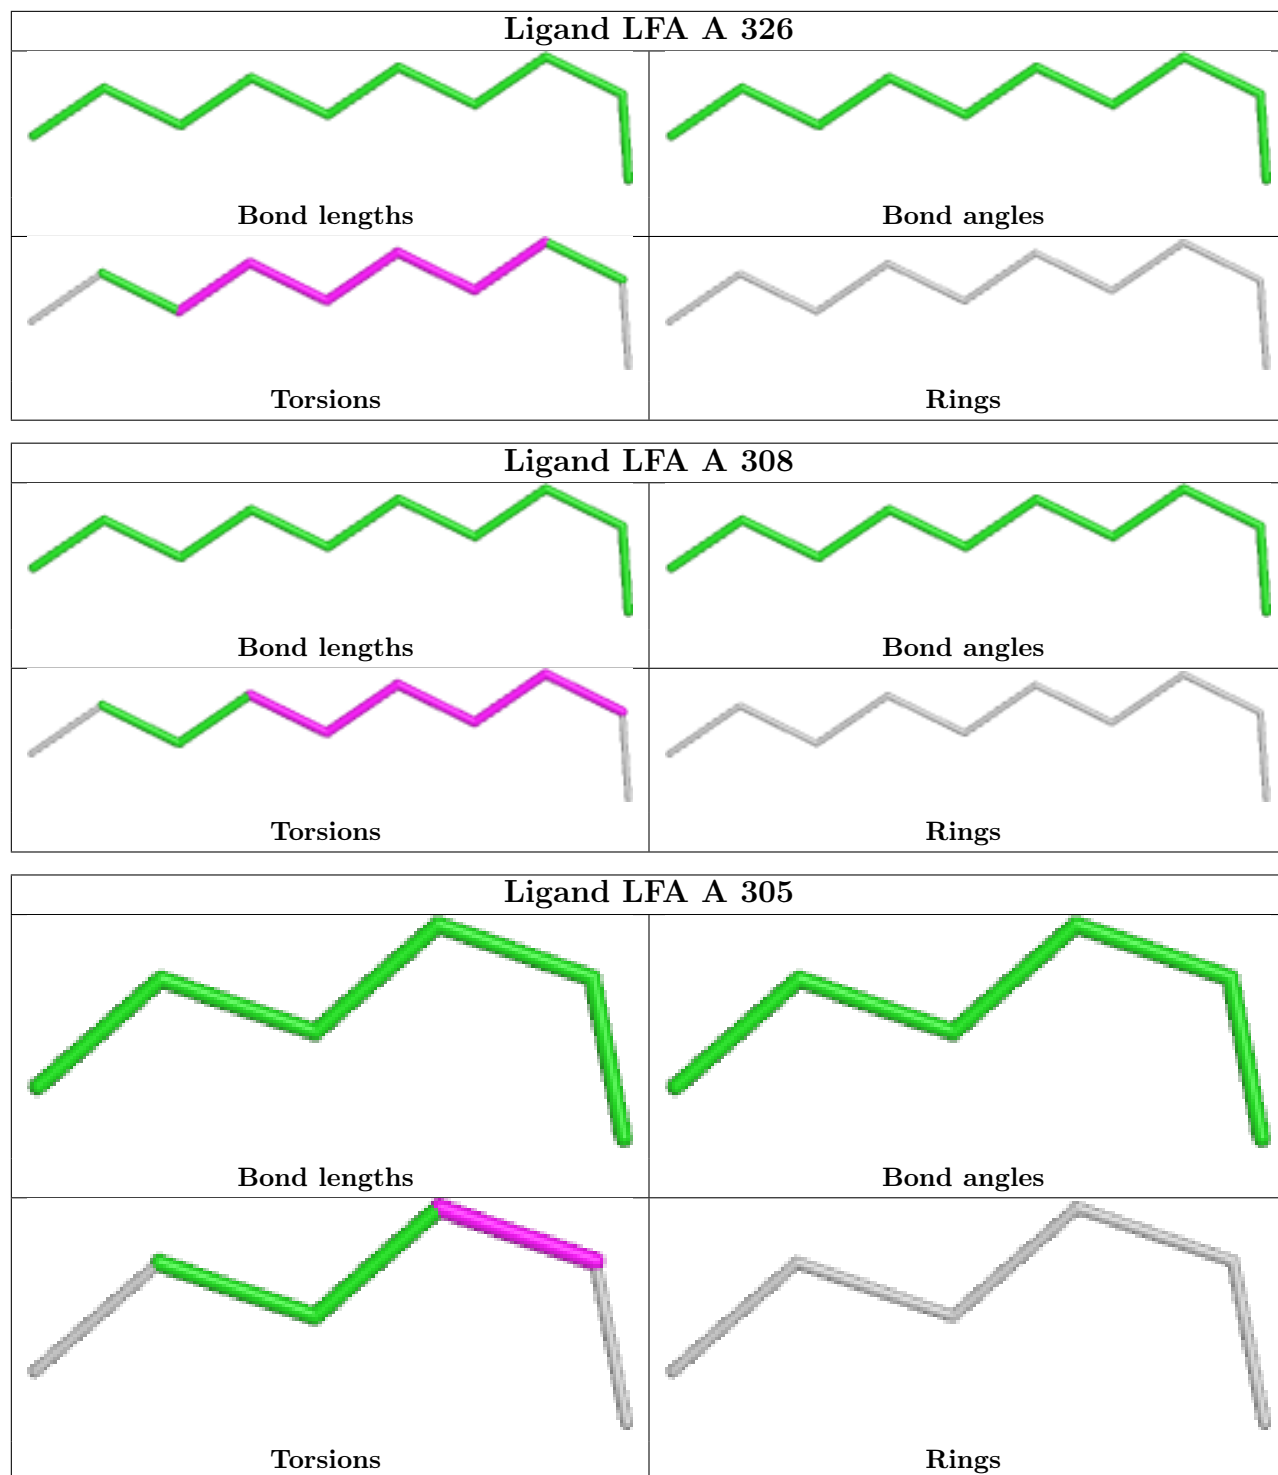 Ligand LFA A 326
Bond lengths
Bond angles
Torsions
Rings
Ligand LFA A 308
Bond lengths
Bond angles
Torsions
Rings
Ligand LFA A 305
Bond lengths
Bond angles
Torsions
Rings